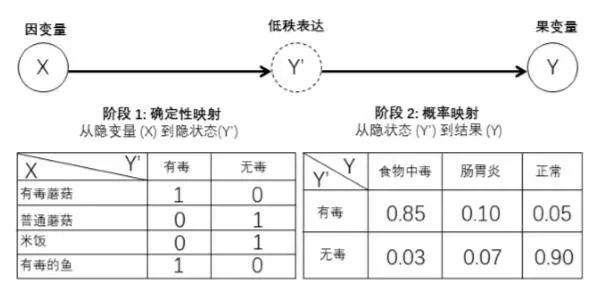 因变量
低秩表达
果变量
X
Y'
Y
阶段 1: 确定性映射
从隐变量 (X) 到隐状态(Y')
阶段 2: 概率映射
从隐状态 (Y') 到结果 (Y)
X Y' 有毒 无毒
有毒蘑菇 1 0
普通蘑菇 0 1
米饭 0 1
有毒的鱼 1 0
Y' Y 食物中毒 肠胃炎 正常
有毒 0.85 0.10 0.05
无毒 0.03 0.07 0.90